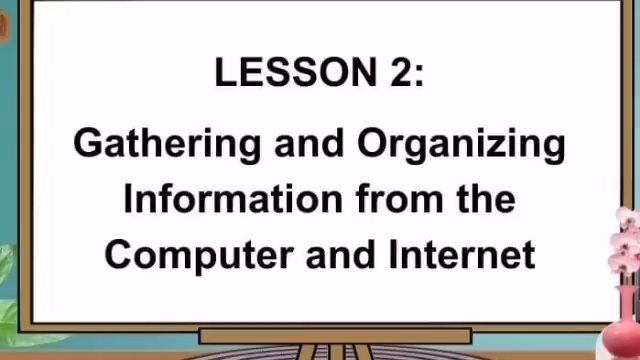 LESSON 2:
Gathering and Organizing
Information from the
Computer and Internet